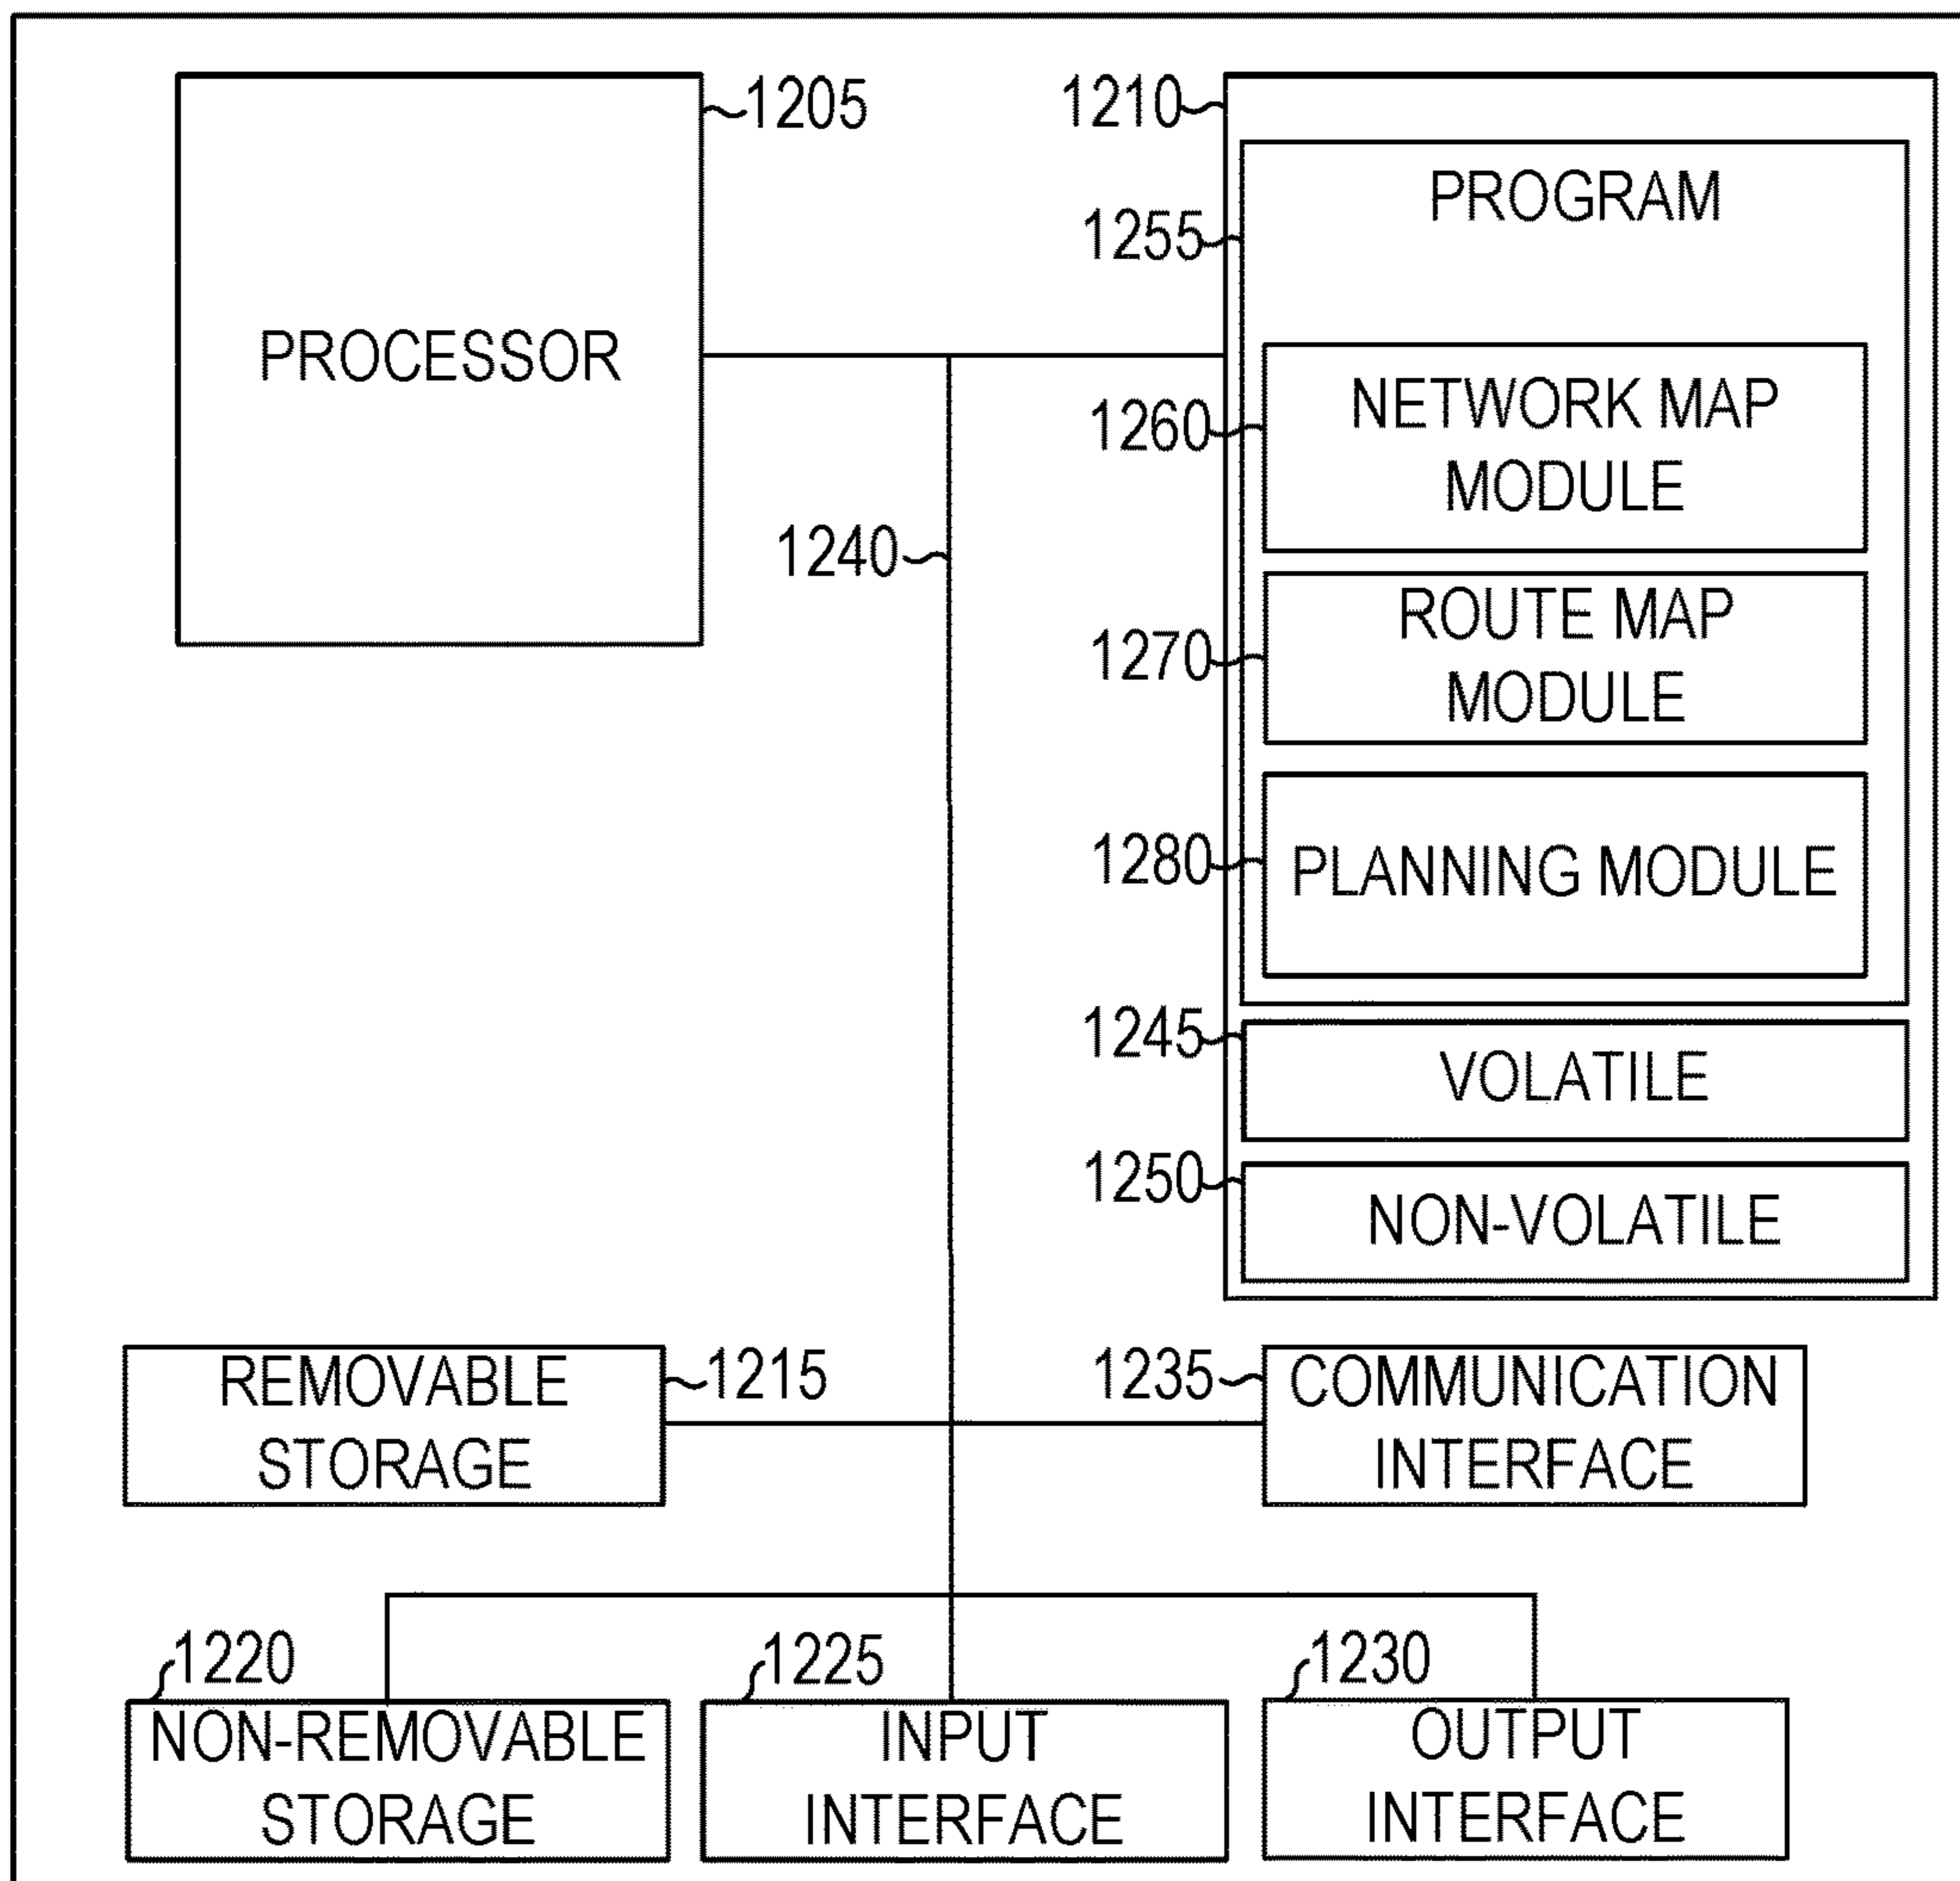 PROCESSOR
1205
1210
1255
PROGRAM
1260
NETWORK MAP
MODULE
1240
1270
ROUTE MAP
MODULE
1280
PLANNING MODULE
1245
VOLATILE
1250
NON-VOLATILE
REMOVABLE
STORAGE
1215
1235
COMMUNICATION
INTERFACE
1220
NON-REMOVABLE
STORAGE
1225
INPUT
INTERFACE
1230
OUTPUT
INTERFACE